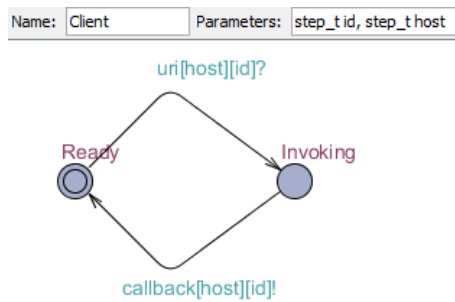 Name: Client Parameters: step_t id, step_t host
uri[host][id]?
Ready Invoking
callback[host][id]!